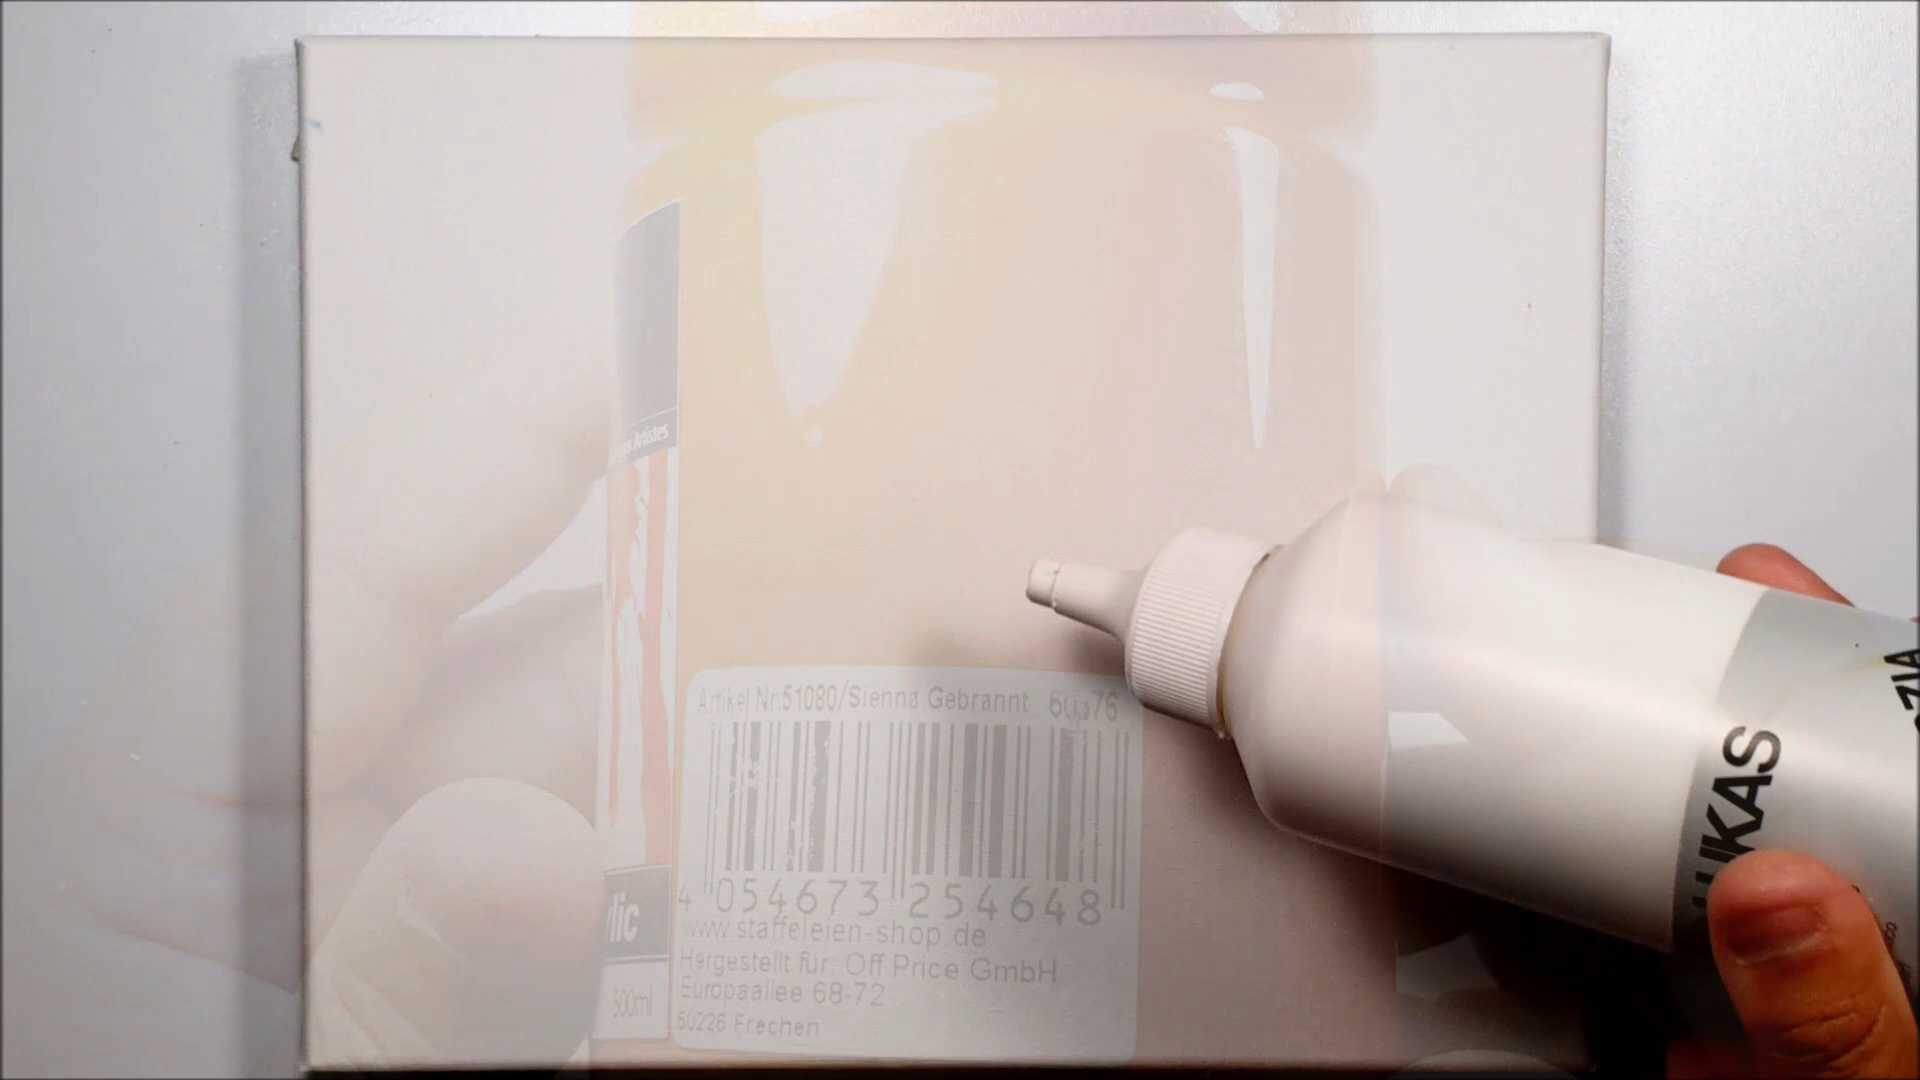 Artistes
Artikel Nr.51080/Sienna Gebrannt
4 054673 254648
www.staffeleien-shop.de
Hergestellt für: Off Price GmbH
Europaallee 68-72
50226 Frechen
500ml
LUKAS